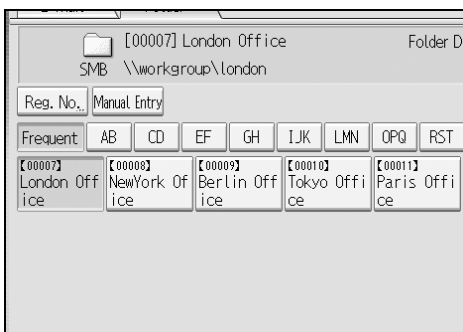 [00007] London Office Folder D
SMB \\workgroup\london
Reg. No. Manual Entry
Frequent AB CD EF GH IJK LMN OPQ RST
【00007】 【00008】 【00009】 【00010】 【00011】
London Off NewYork Of Berlin Off Tokyo Offi Paris Offi
ice ice ice ce ce